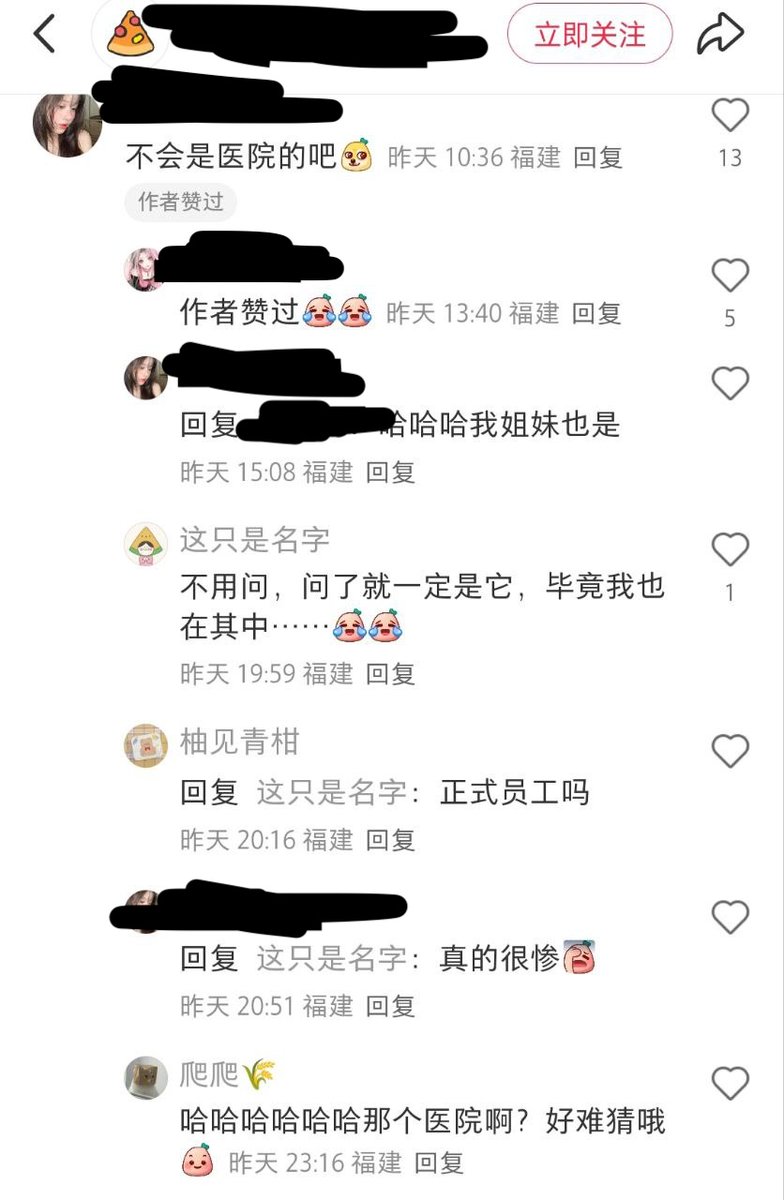 立即关注
不会是医院的吧 昨天 10:36 福建 回复
13
作者赞过
作者赞过 昨天 13:40 福建 回复
5
回复 哈哈哈我姐妹也是
昨天 15:08 福建 回复
这只是名字
不用问，问了就一定是它，毕竟我也
1
在其中……
昨天 19:59 福建 回复
柚见青柑
回复 这只是名字：正式员工吗
昨天 20:16 福建 回复
回复 这只是名字：真的很惨
昨天 20:51 福建 回复
爬爬
哈哈哈哈哈哈那个医院啊？好难猜哦
昨天 23:16 福建 回复